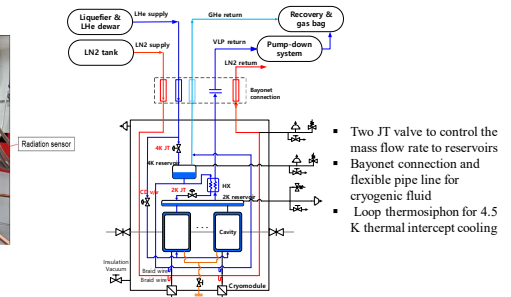 Radiation sensor
Liquefier &
LHe dewar
LHe supply
GHe return
Recovery &
gas bag
LN2 tank
LN2 supply
VLP return
Pump-down
system
LN2 return
Bayonet
connection
4K JT
4K reservoir
CD v/v
2K JT
HX
2K reservoir
Cavity
Insulation
Vacuum
Braid wire
Braid wire
Cryomodule
▪ Two JT valve to control the
mass flow rate to reservoirs
▪ Bayonet connection and
flexible pipe line for
cryogenic fluid
▪ Loop thermosiphon for 4.5
K thermal intercept cooling